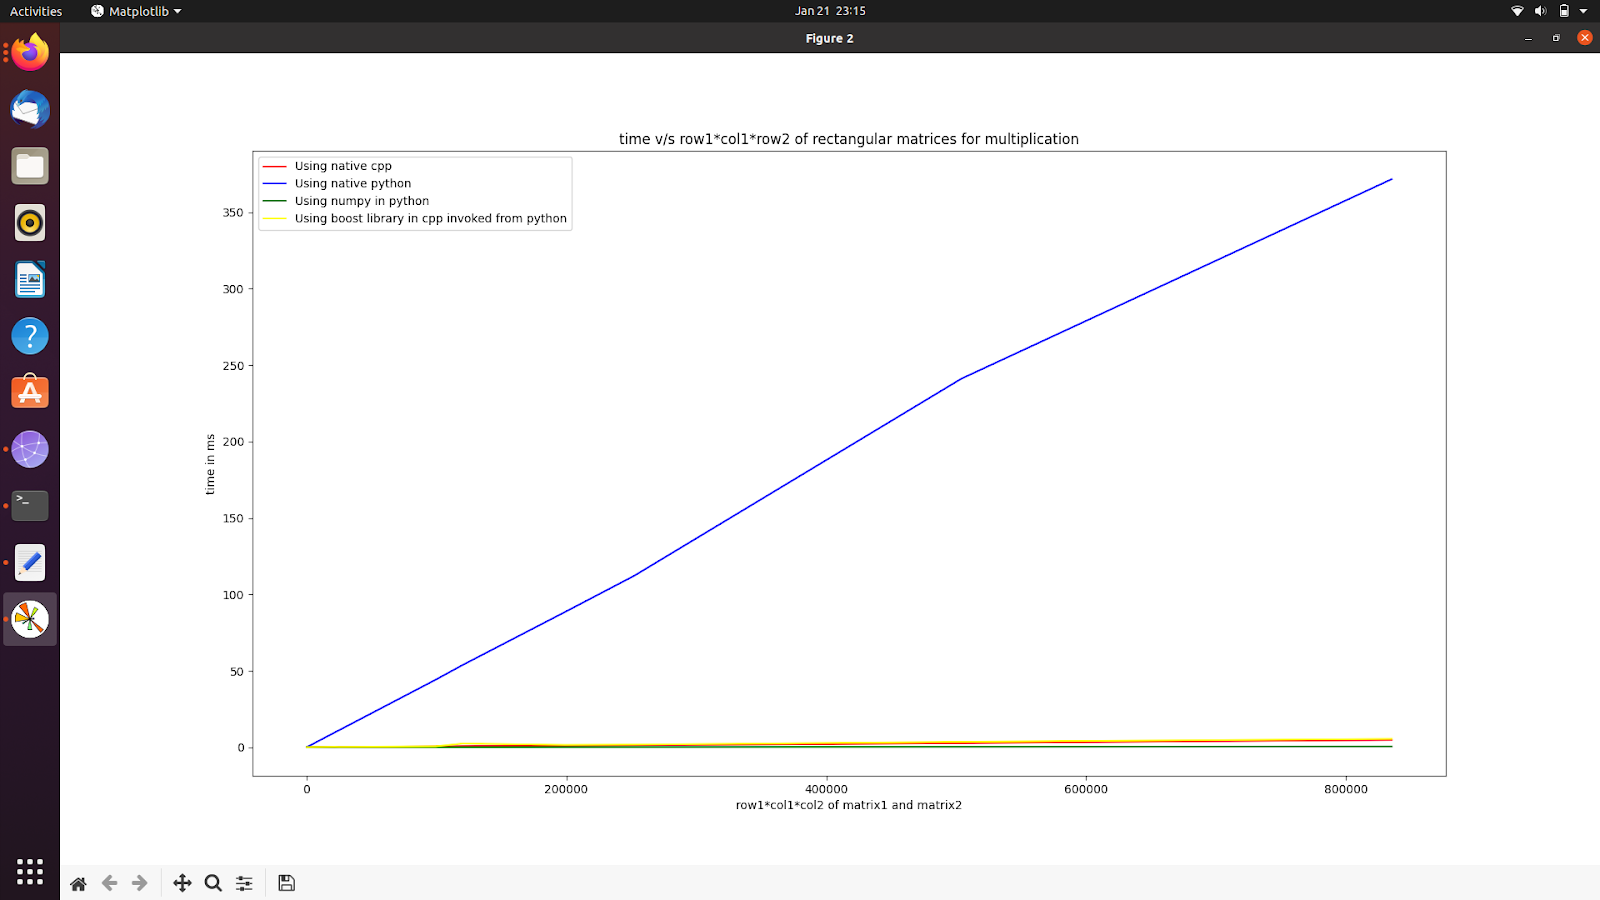 Activities
Matplotlib
Jan 21 23:15
Figure 2
time v/s row1*col1*row2 of rectangular matrices for multiplication
Using native cpp
Using native python
Using numpy in python
Using boost library in cpp invoked from python
350
300
250
200
150
100
50
0
time in ms
0 200000 400000 600000 800000
row1*col1*col2 of matrix1 and matrix2